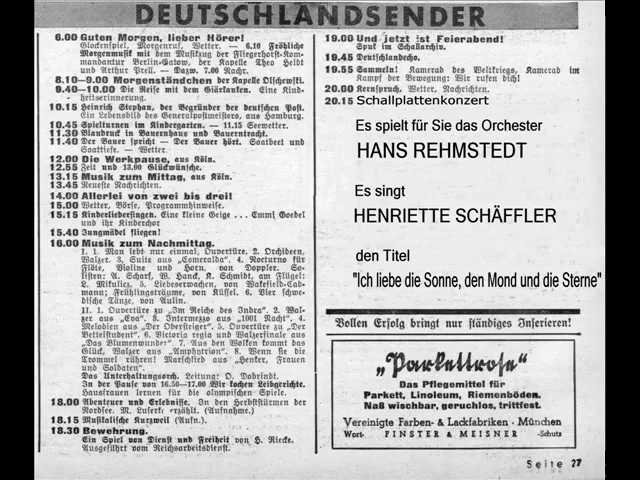 DEUTSCHLANDSENDER
6.00 Guten Morgen, lieber Hörer!
Glockenspiel, Morgenruf, Wetter. — 6.10 Fröhliche
Morgenmusik mit dem Musikzug der Fliegerhorst-Kom-
mandantur Berlin-Gatow, der Kapelle Theo Heldt
und Arthur Prell. — Dazw. 7.00 Nachr.
8.10—9.00 Morgenständchen der Kapelle Olschewski.
9.40—10.00 Die Reise mit dem Giärkanken. Eine Kind-
heitserinnerung.
10.15 Heinrich Stephan, der Begründer der deutschen Post.
Ein Lebensbild des Generalpostmeisters, aus Hamburg.
10.45 Spielturnen im Kindergarten. — 11.15 Seewetter.
11.30 Blaudruck in Bauernhaus und Bauerntracht.
11.40 Der Bauer spricht — Der Bauer hört. Saatbeet und
Saattiefe. — Wetter.
12.00 Die Werkpause, aus Köln.
12.55 Zeit und 13.00 Glückwünsche.
13.15 Musik zum Mittag, aus Köln.
13.45 Neueste Nachrichten.
14.00 Allerlei von zwei bis drei!
15.00 Wetter, Börse, Programmhinweise.
15.15 Kinderliedersingen. Eine kleine Geige... Emmi Goedel
und ihr Kinderchor
15.40 Jungmädel fliegen!
16.00 Musik zum Nachmittag.
I. 1. Man lebt nur einmal, Ouvertüre. 2. Orchideen,
Walzer. 3. Suite aus „Esmeralda“. 4. Notturno für
Flöte, Violine und Horn, von Doppler. So-
listen: A. Scharf, W. Hanck, K. Schmidt, am Flügel:
L. Mikulicz. 5. Liebeserwachen, von Wakefield-Cad-
mann; Frühlingsträume, von Küssel. 6. Vier schwe-
dische Tänze, von Aulin.
II. 1. Ouvertüre zu „Im Reiche des Indra“. 2. Wal-
zer aus „Eva“. 3. Intermezzo aus „1001 Nacht“. 4.
Melodien aus „Der Obersteiger“. 5. Ouvertüre zu „Der
Bettelstudent“. 6. Victoria regia und Walzerfinale aus
„Das Blumenwunder“. 7. Aus den Wolken kommt das
Glück, Walzer aus „Amphytrion“. 8. Wenn sie die
Trommel rühren! Marschlied aus „Henker, Frauen
und Soldaten“.
Das Unterhaltungsorch. Leitung: O. Dobrindt.
In der Pause von 16.50—17.00 Wir kochen Leibgerichte.
Hausfrauen lernen für die olympischen Spiele.
18.00 Abenteuer und Erlebnisse. In den Herbststürmen der
Nordsee. M. Luserke erzählt. (Aufnahme.)
18.15 Musikalische Kurzweil (Aufn.).
18.30 Bewehrung.
Ein Spiel von Dienst und Freiheit von H. Riecke.
Ausgeführt vom Reichsarbeitsdienst.
19.00 Und jetzt ist Feierabend!
Spuk im Schallarchiv.
19.45 Deutschlandecho.
19.55 Sammeln! Kamerad des Weltkriegs, Kamerad im
Kampf der Bewegung: Wir rufen dich!
20.00 Kernspruch, Wetter, Nachrichten.
20.15 Schallplattenkonzert
Es spielt für Sie das Orchester
HANS REHMSTEDT
Es singt
HENRIETTE SCHÄFFLER
den Titel
"Ich liebe die Sonne, den Mond und die Sterne"
Vollen Erfolg bringt nur ständiges Inserieren!
„Parkettrose“
Das Pflegemittel für
Parkett, Linoleum, Riemenböden.
Naß wischbar, geruchlos, trittfest.
Vereinigte Farben- & Lackfabriken · München
Wort- FINSTER & MEISNER -Schutz
Seite 27